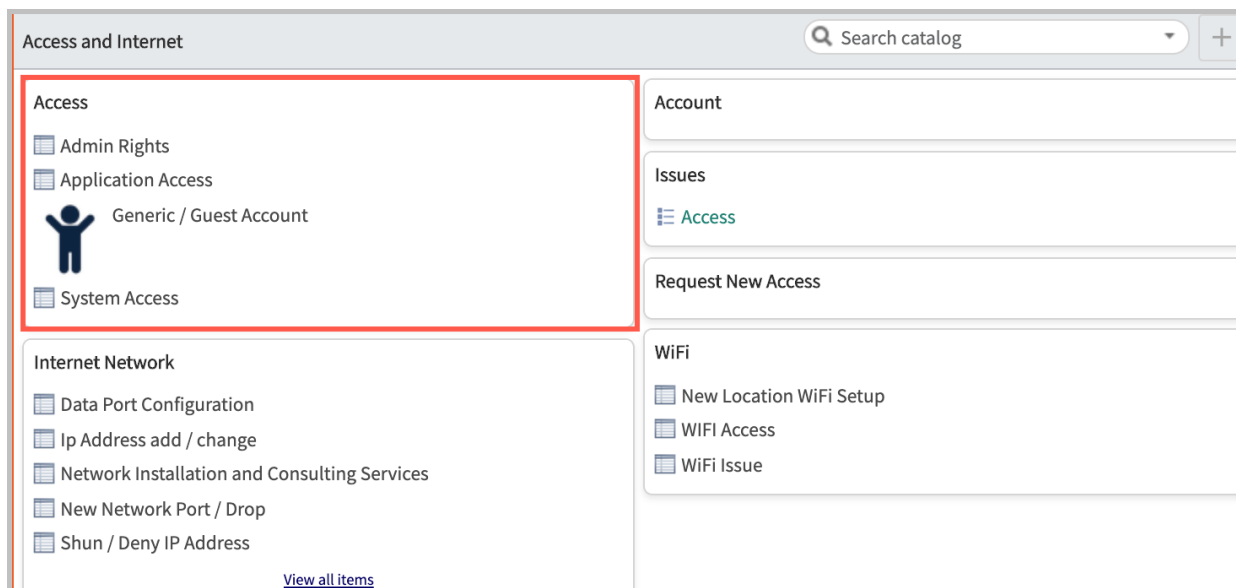 Access and Internet
Search catalog
Access
Admin Rights
Application Access
Generic / Guest Account
System Access
Internet Network
Data Port Configuration
Ip Address add / change
Network Installation and Consulting Services
New Network Port / Drop
Shun / Deny IP Address
View all items
Account
Issues
Access
Request New Access
WiFi
New Location WiFi Setup
WIFI Access
WiFi Issue